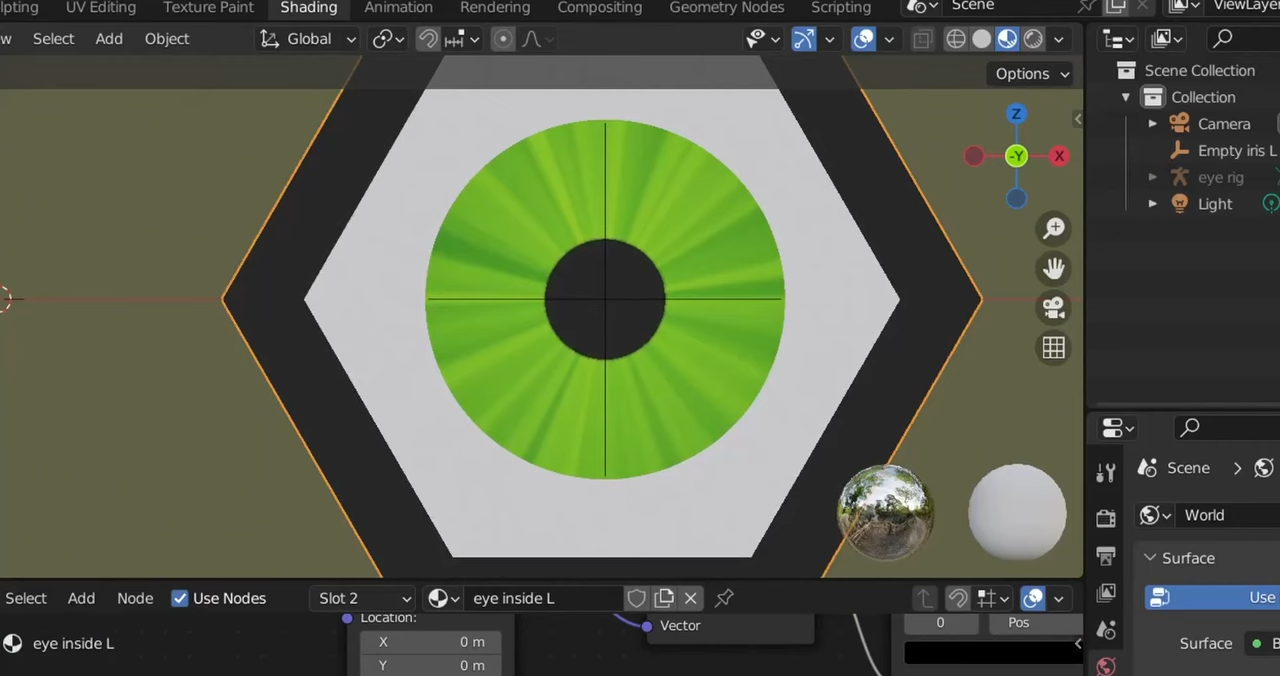 lpting UV Editing Texture Paint Shading Animation Rendering Compositing Geometry Nodes Scripting Scene ViewLayer
w Select Add Object Global
Options
Scene Collection
Collection
Z
Camera
-Y X
Empty iris L
eye rig
Light
Scene
World
Surface
Select Add Node Use Nodes Slot 2 eye inside L
Use
Location: 0 Pos
Vector
eye inside L X 0 m
Surface B
Y 0 m